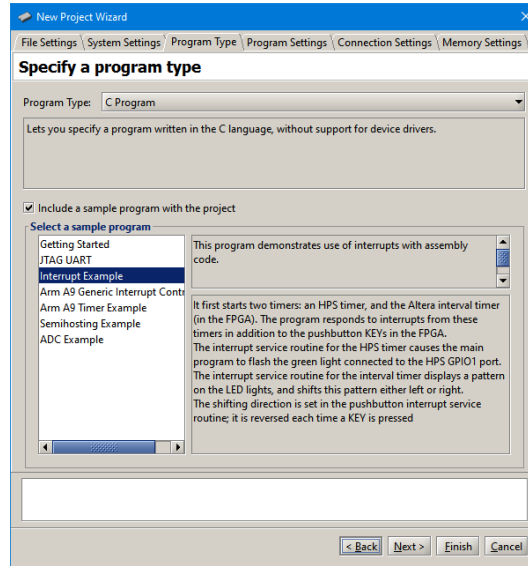 New Project Wizard
File Settings System Settings Program Type Program Settings Connection Settings Memory Settings
Specify a program type
Program Type: C Program
Lets you specify a program written in the C language, without support for device drivers.
Include a sample program with the project
Select a sample program
Getting Started
JTAG UART
Interrupt Example
Arm A9 Generic Interrupt Contr
Arm A9 Timer Example
Semihosting Example
ADC Example
This program demonstrates use of interrupts with assembly
code.
It first starts two timers: an HPS timer, and the Altera interval timer
(in the FPGA). The program responds to interrupts from these
timers in addition to the pushbutton KEYs in the FPGA.
The interrupt service routine for the HPS timer causes the main
program to flash the green light connected to the HPS GPIO1 port.
The interrupt service routine for the interval timer displays a pattern
on the LED lights, and shifts this pattern either left or right.
The shifting direction is set in the pushbutton interrupt service
routine; it is reversed each time a KEY is pressed
< Back Next > Finish Cancel